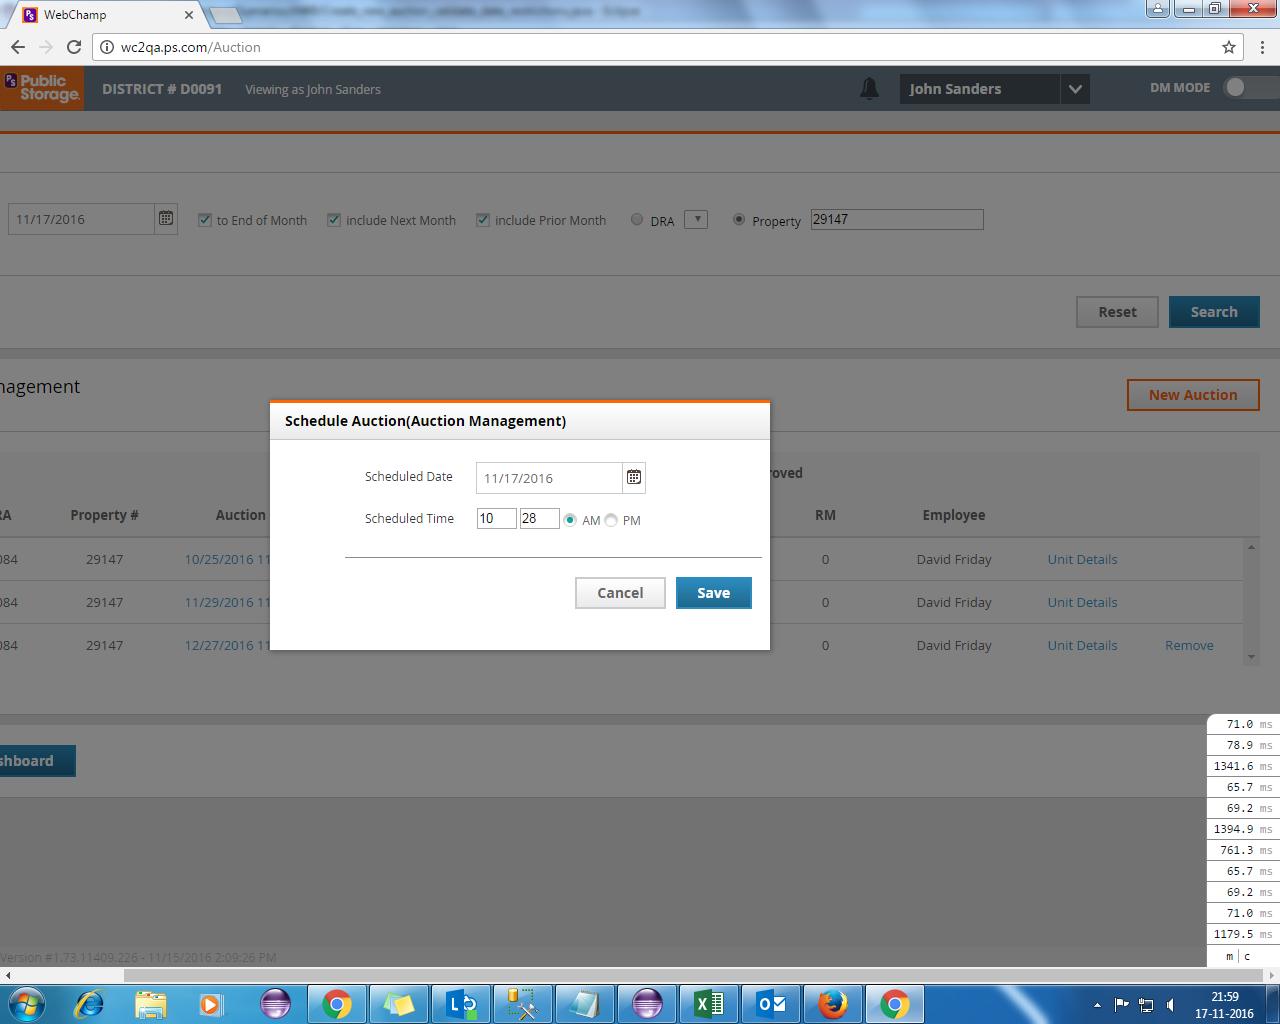 WebChamp
wc2qa.ps.com/Auction
PS Public Storage.
DISTRICT # D0091
Viewing as John Sanders
John Sanders
DM MODE
11/17/2016
to End of Month
include Next Month
include Prior Month
DRA
Property
29147
Reset
Search
nagement
New Auction
Schedule Auction(Auction Management)
Scheduled Date
11/17/2016
Scheduled Time
10
28
AM
PM
Cancel
Save
roved
RA
Property #
Auction
RM
Employee
084 29147 10/25/2016 11 0 David Friday Unit Details
084 29147 11/29/2016 11 0 David Friday Unit Details
084 29147 12/27/2016 11 0 David Friday Unit Details Remove
shboard
71.0 ms
78.9 ms
1341.6 ms
65.7 ms
69.2 ms
1394.9 ms
761.3 ms
65.7 ms
69.2 ms
71.0 ms
1179.5 ms
m | c
Version #1.73.11409.226 - 11/15/2016 2:09:26 PM
21:59
17-11-2016